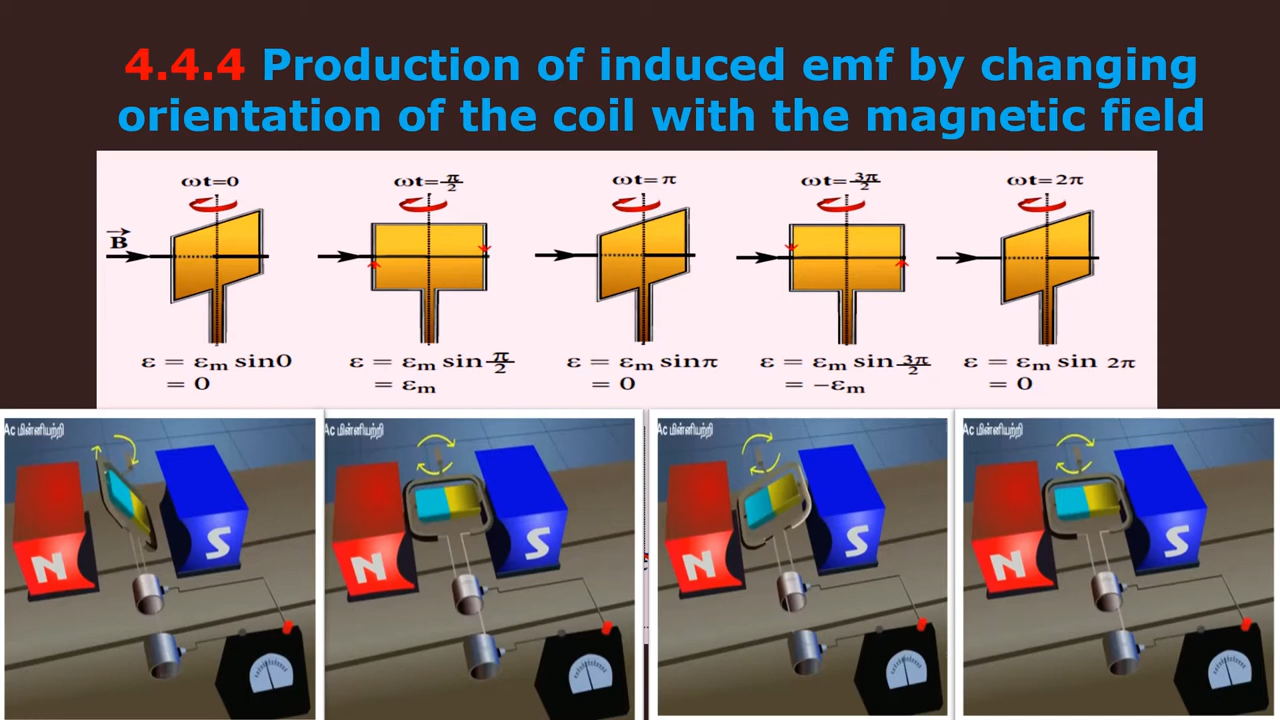 4.4.4 Production of induced emf by changing
orientation of the coil with the magnetic field
ωt=0
ωt=π/2
ωt=π
ωt=3π/2
ωt=2π
B
ε = εm sin0
= 0
ε = εm sin π/2
= εm
ε = εm sinπ
= 0
ε = εm sin 3π/2
= -εm
ε = εm sin 2π
= 0
Ac மின்னியற்றி
N
S
Ac மின்னியற்றி
N
S
Ac மின்னியற்றி
N
S
Ac மின்னியற்றி
N
S